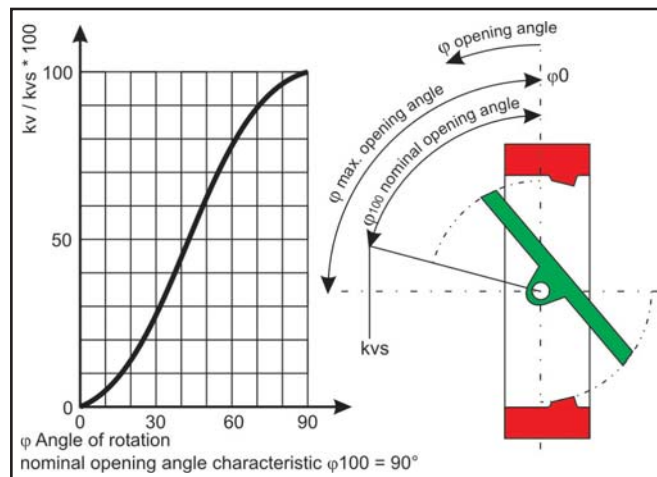 kv / kvs * 100
100
50
0
0
30
60
90
φ Angle of rotation
nominal opening angle characteristic φ100 = 90°
φ opening angle
φ0
φ max. opening angle
φ100 nominal opening angle
kvs